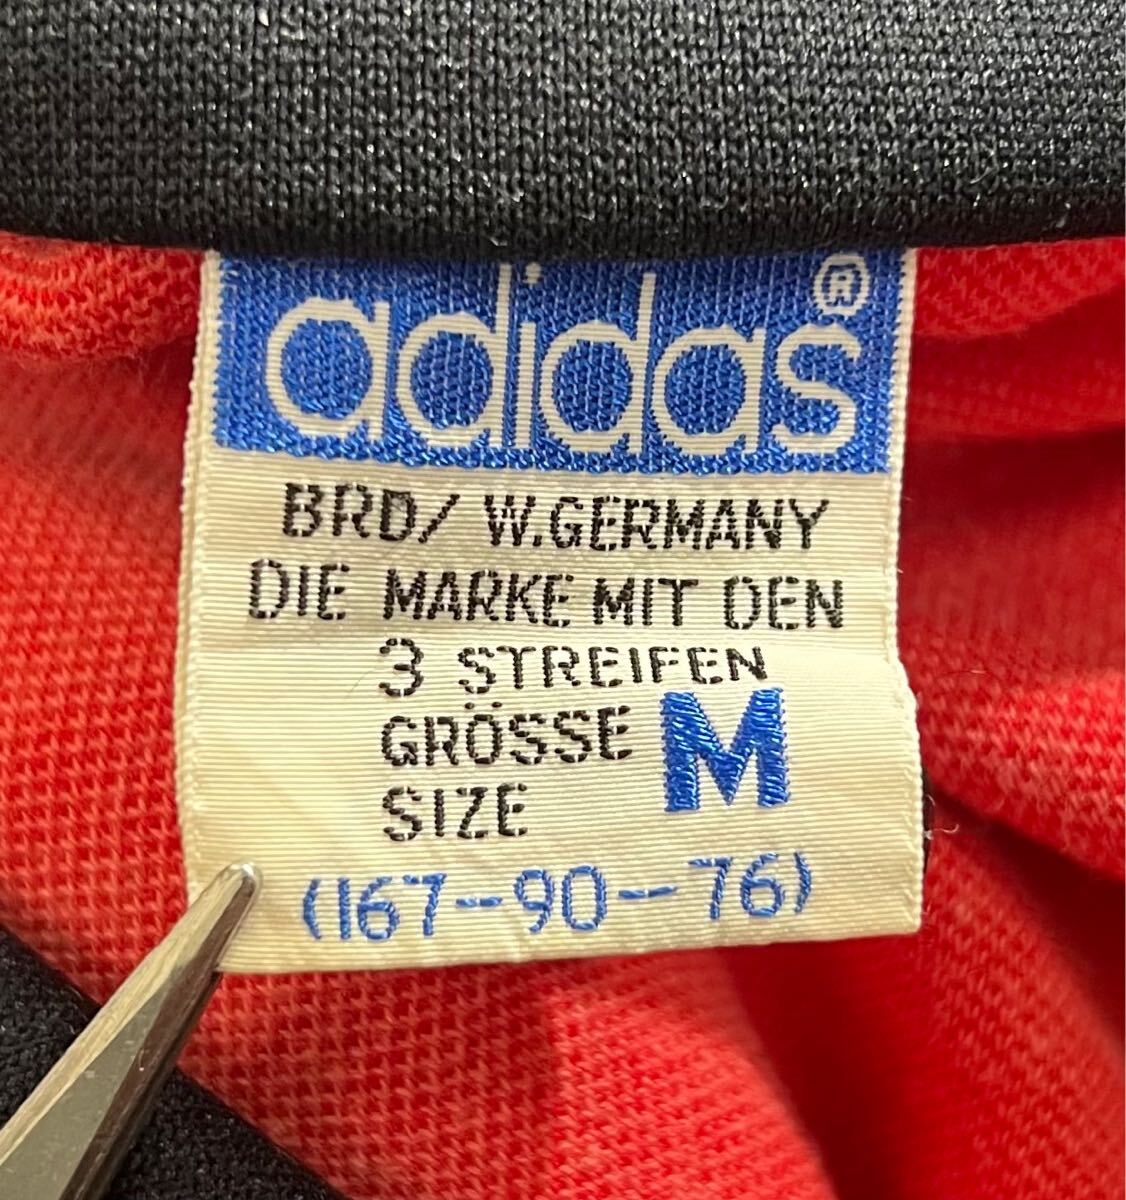 adidas®
BRD/ W.GERMANY
DIE MARKE MIT DEN
3 STREIFEN
GRÖSSE M
SIZE
(167-90-76)